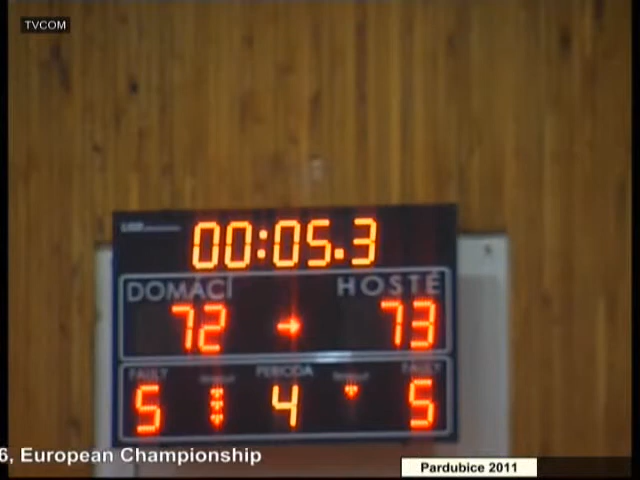 TVCOM
00:05.3
DOMÁCÍ HOSTÉ
72 73
FAULY PERIODA FAULY
5 4 5
6, European Championship
Pardubice 2011